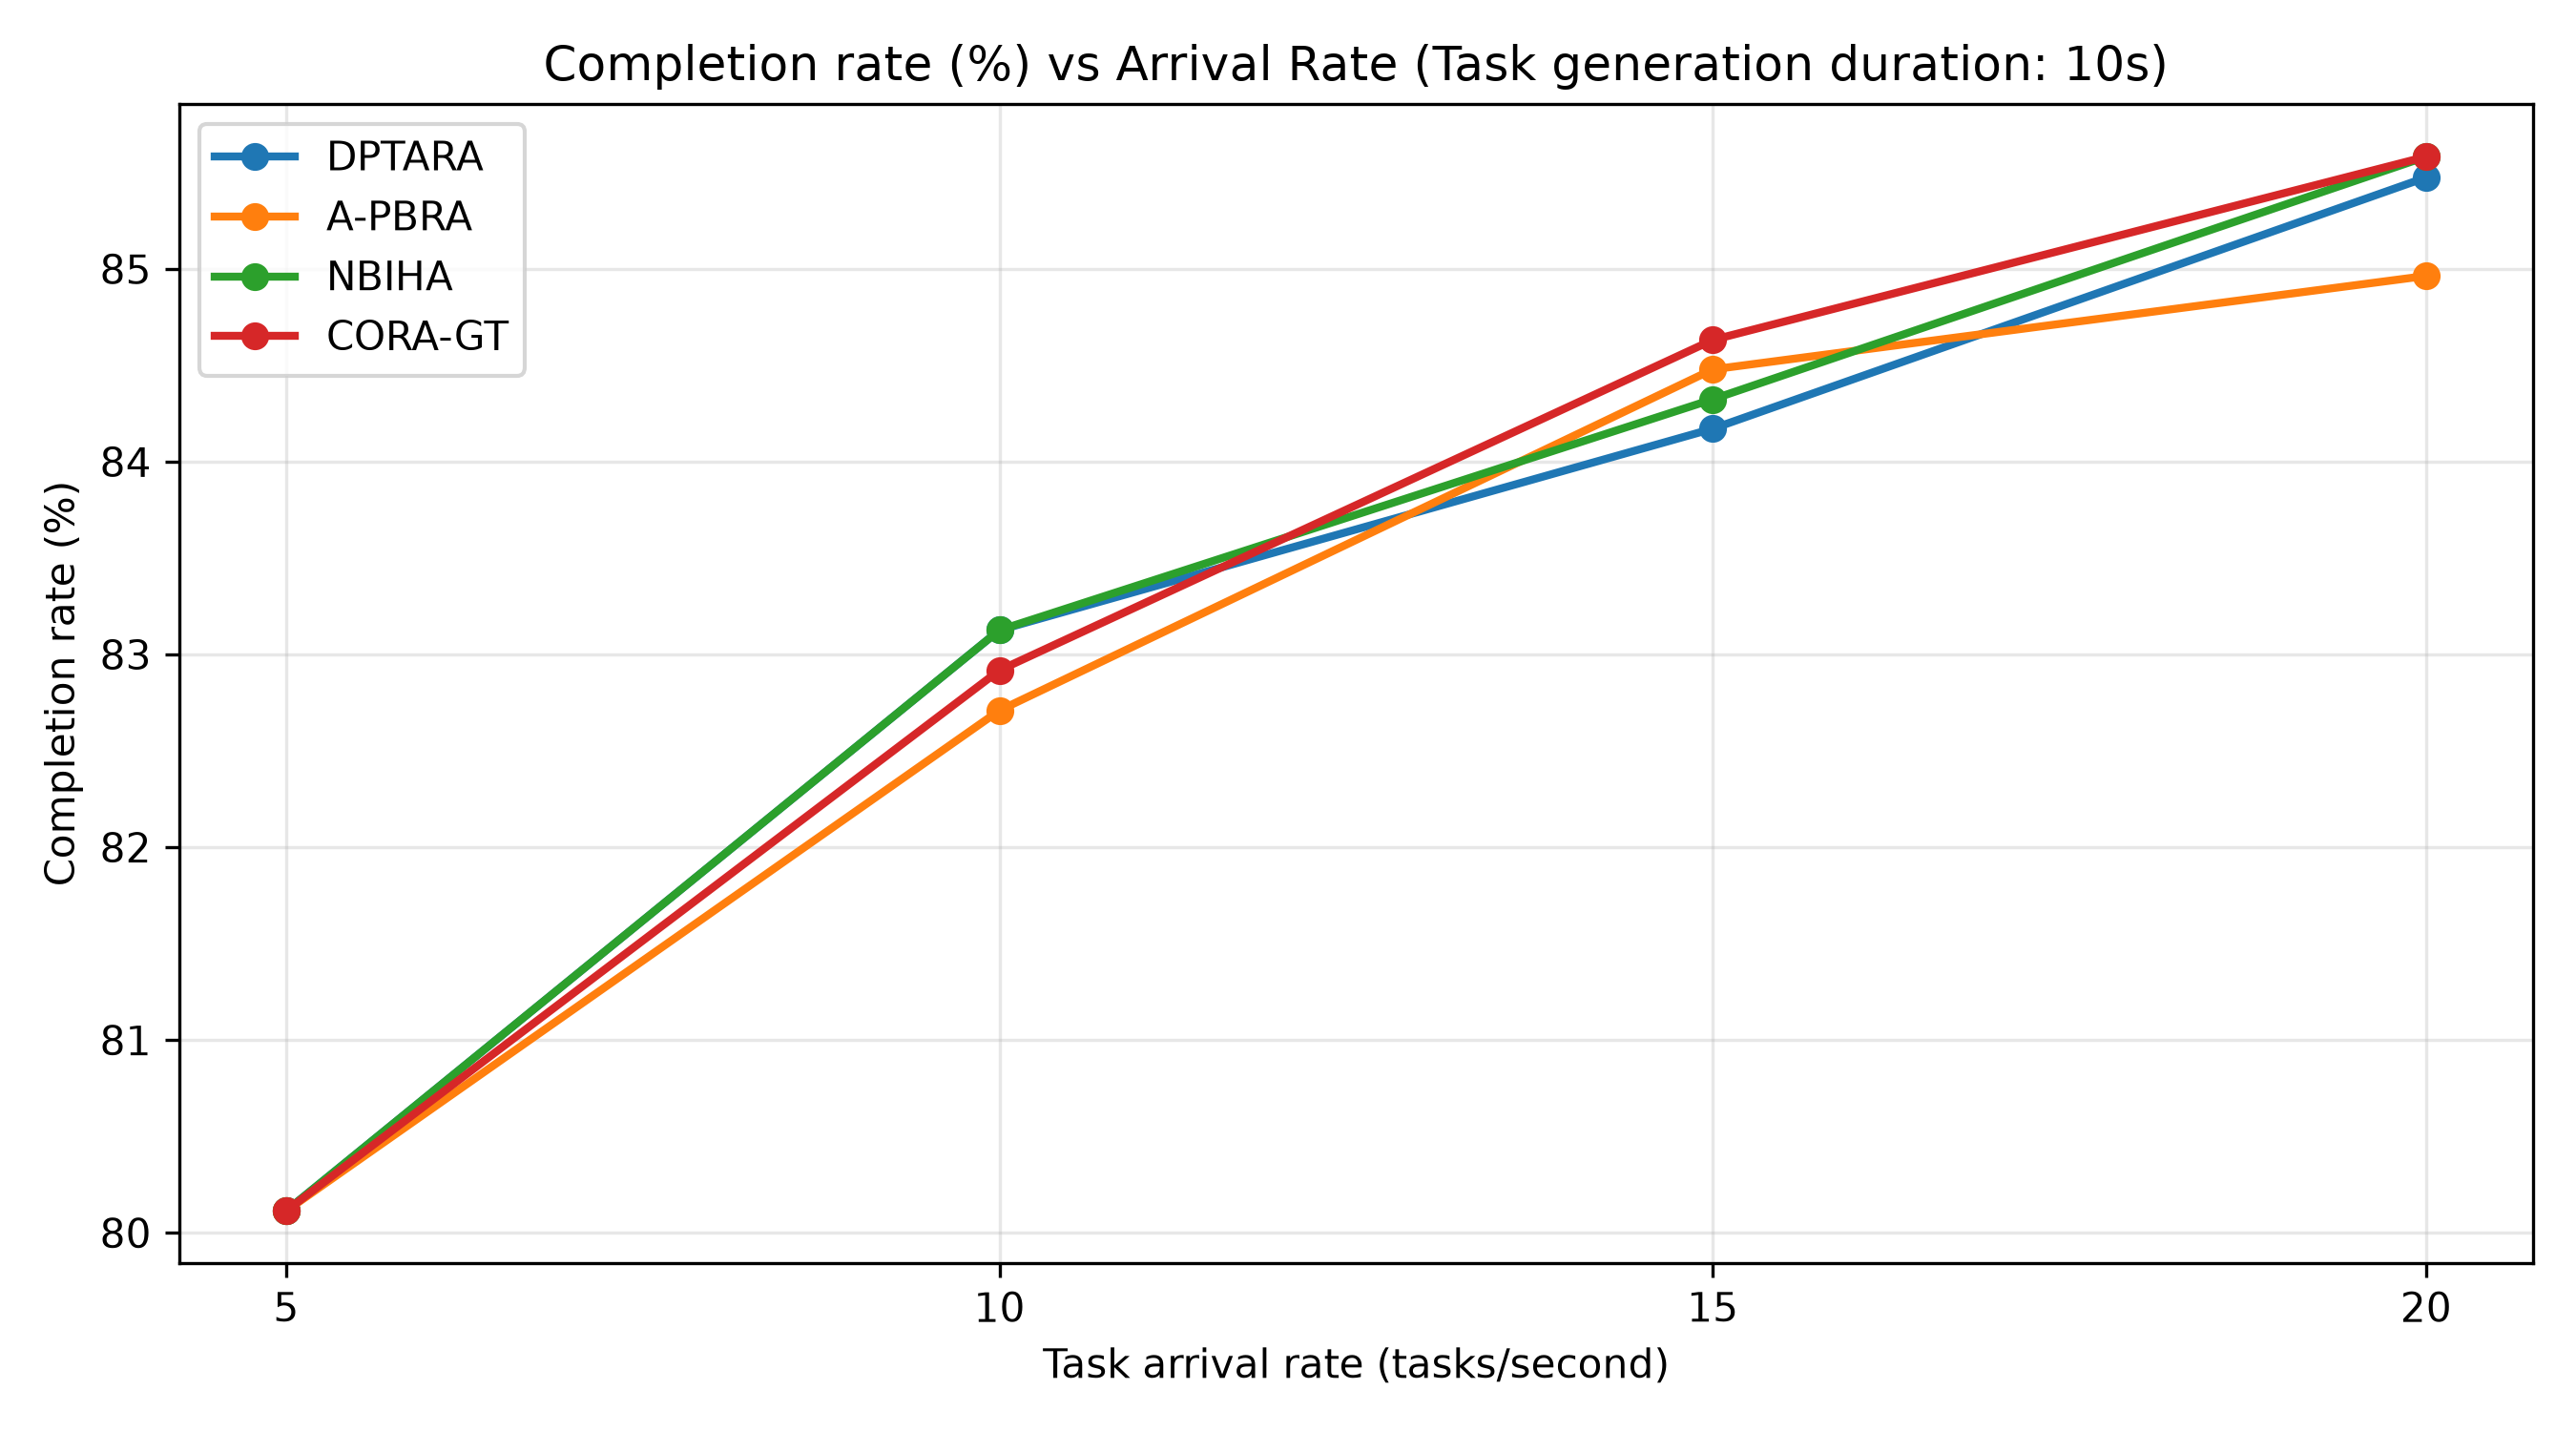 Completion rate (%) vs Arrival Rate (Task generation duration: 10s)
DPTARA
A-PBRA
NBIHA
CORA-GT
Completion rate (%)
85
84
83
82
81
80
5 10 15 20
Task arrival rate (tasks/second)